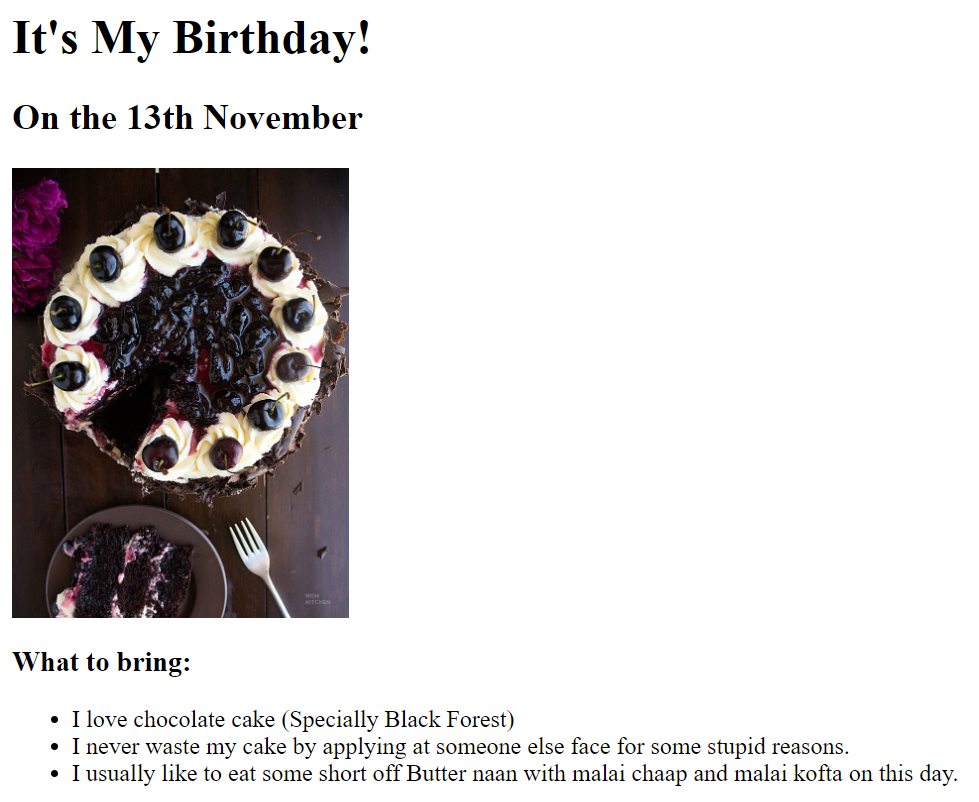 It's My Birthday!
On the 13th November
NISH
KITCHEN
What to bring:
I love chocolate cake (Specially Black Forest)
I never waste my cake by applying at someone else face for some stupid reasons.
I usually like to eat some short off Butter naan with malai chaap and malai kofta on this day.